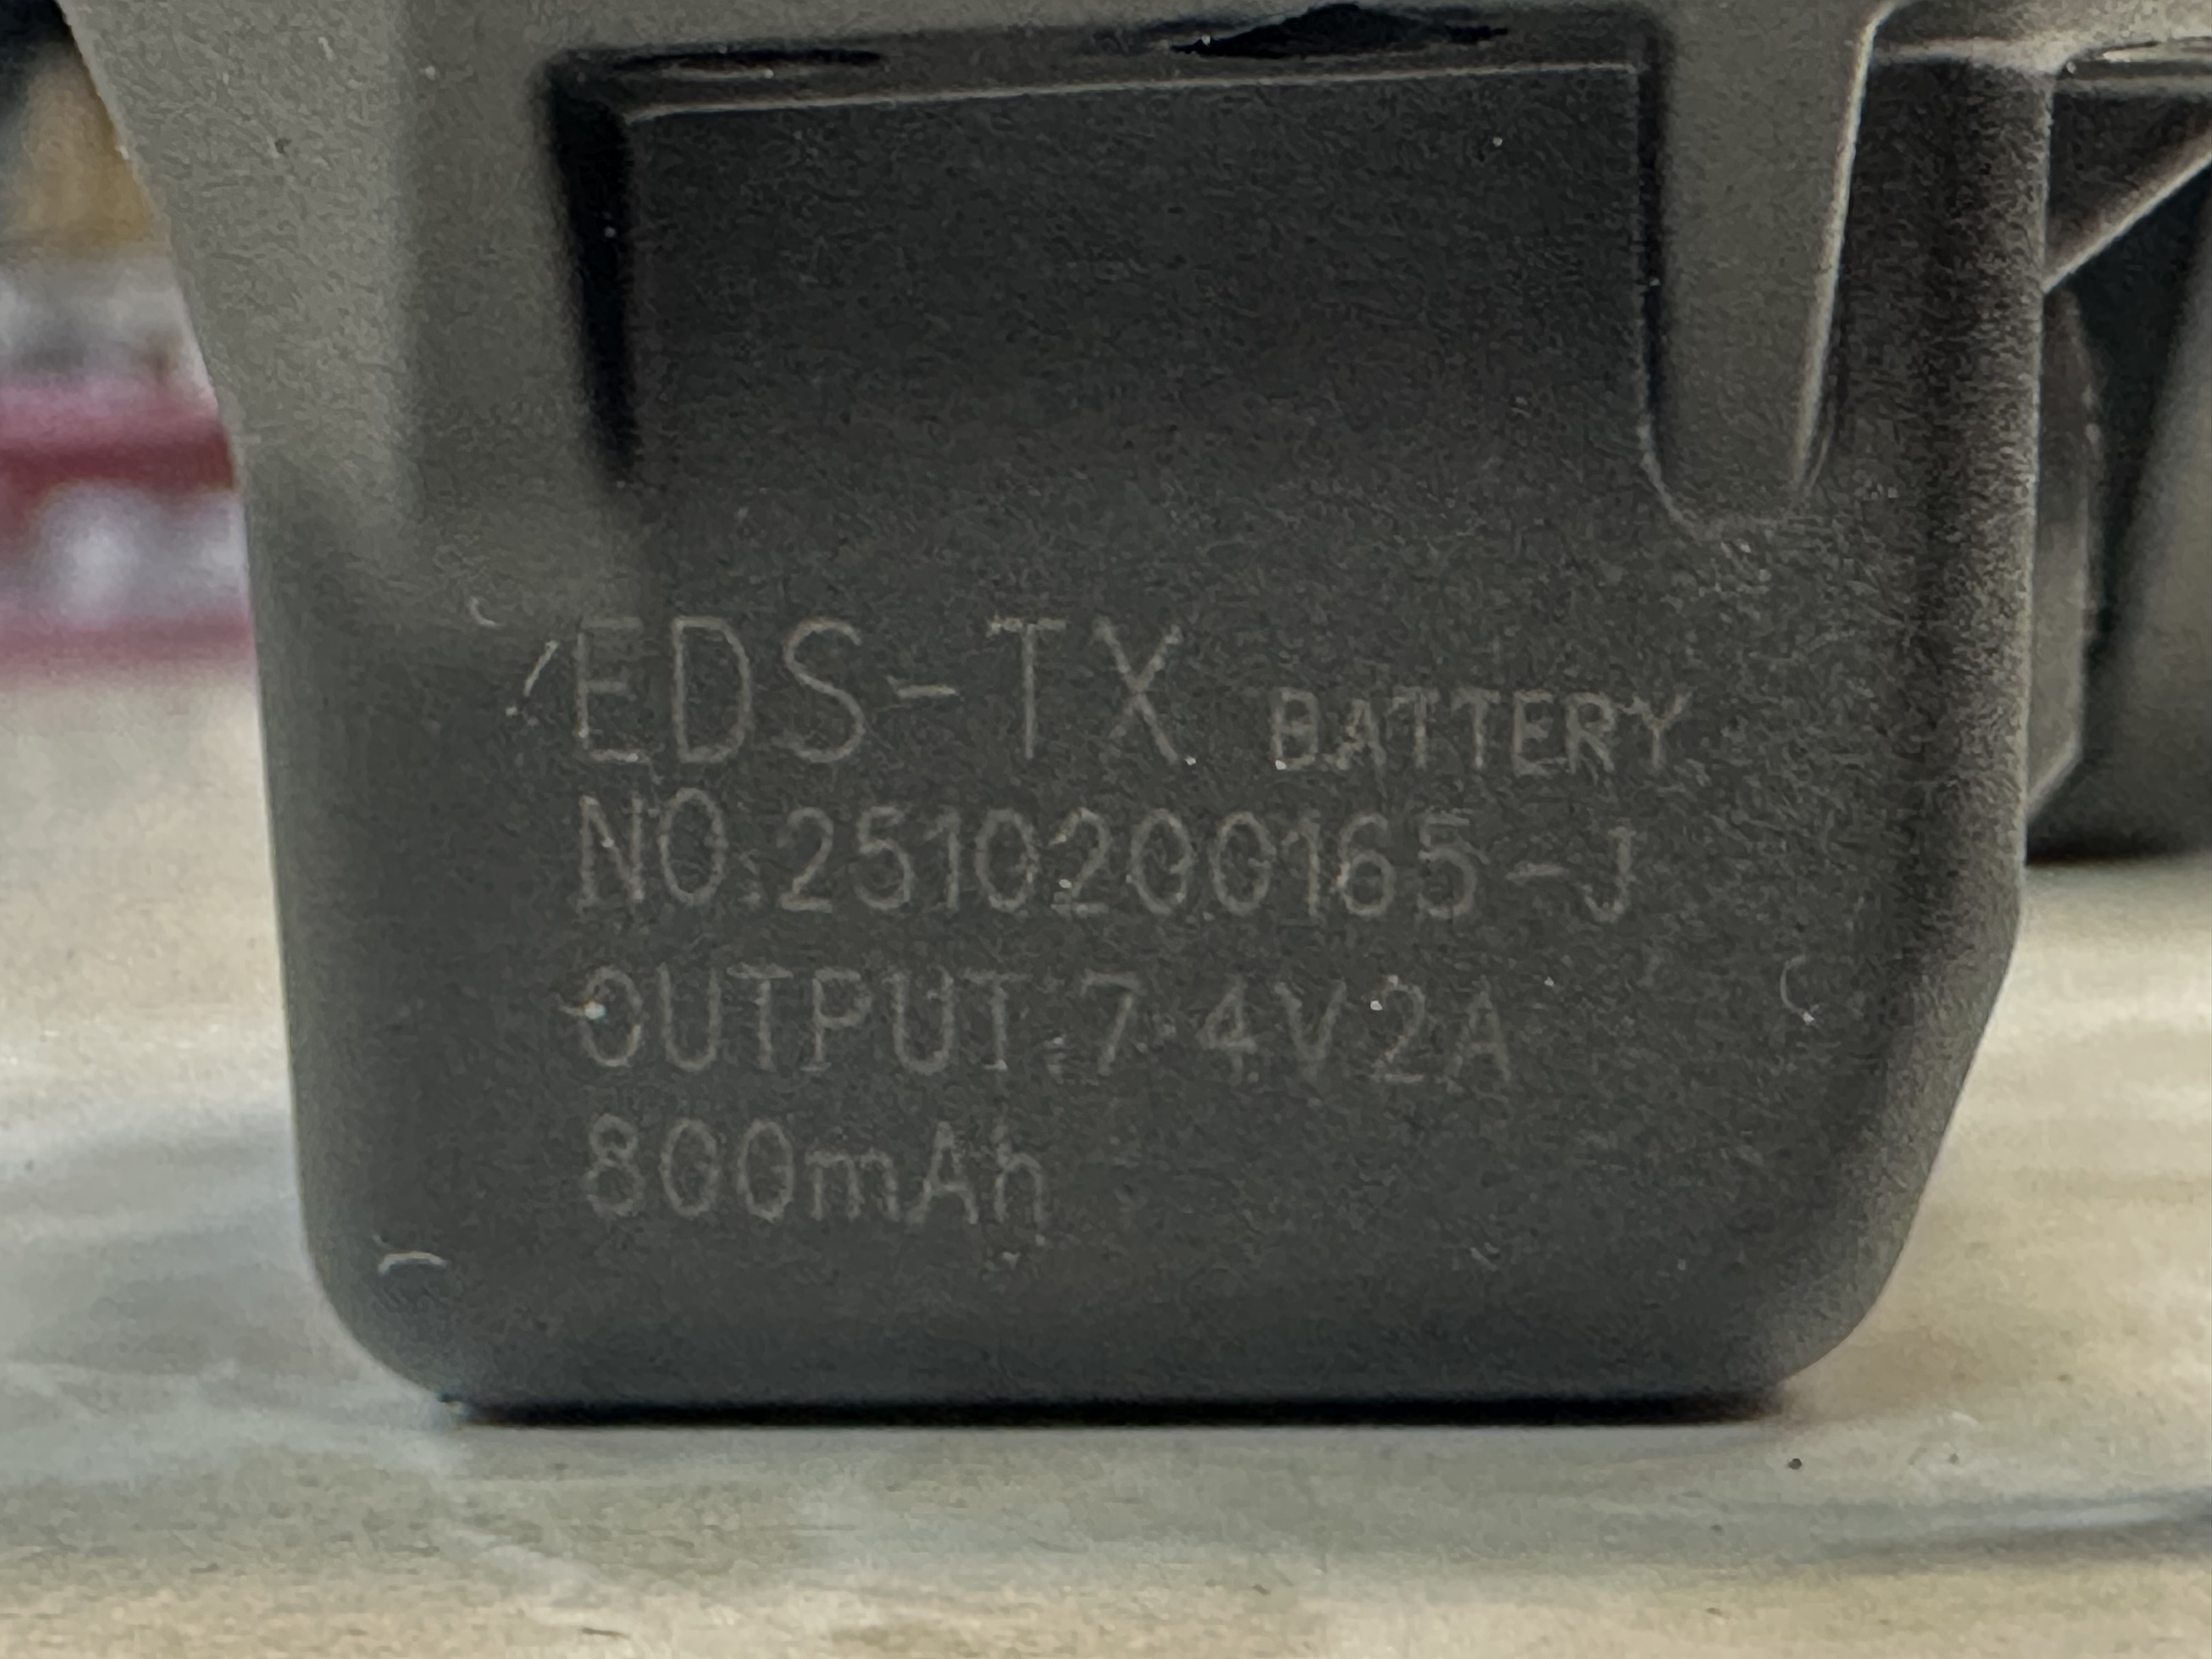 EDS-TX BATTERY
NO:2510200165-J
OUTPUT:7.4V2A
800mAh